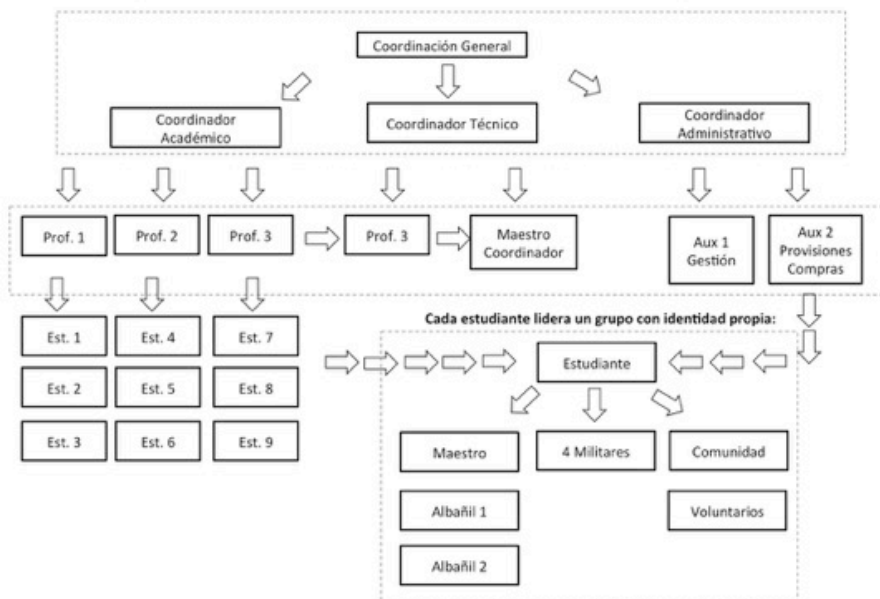 Coordinación General
Coordinador
Académico
Coordinador Técnico
Coordinador
Administrativo
Prof. 1
Prof. 2
Prof. 3
Prof. 3
Maestro
Coordinador
Aux 1
Gestión
Aux 2
Provisiones
Compras
Cada estudiante lidera un grupo con identidad propia:
Est. 1
Est. 4
Est. 7
Estudiante
Est. 2
Est. 5
Est. 8
Est. 3
Est. 6
Est. 9
Maestro
4 Militares
Comunidad
Albañil 1
Voluntarios
Albañil 2